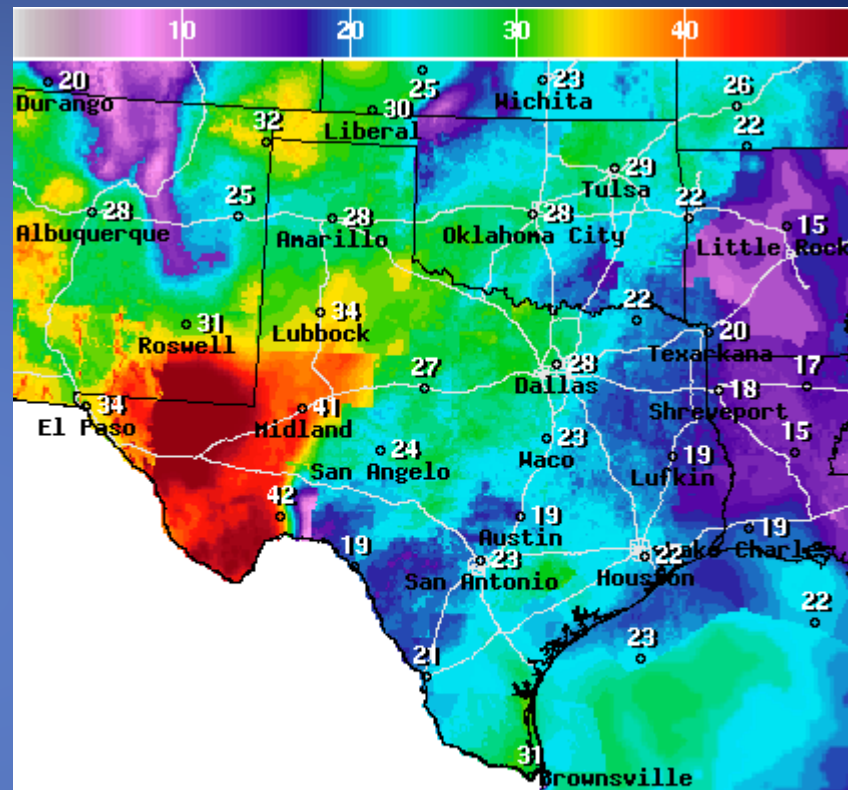 10 20 30 40
20 25 23 26
Durango Wichita
30
Liberal
32 22
29
Tulsa
28 25 28 28 22 15
Albuquerque Amarillo Oklahoma City Little Rock
31 34 22 20
Roswell Lubbock Texarkana
28
Dallas
34 41 27 18 17
El Paso Midland Shreveport
24 23 19 15
San Angelo Waco Lufkin
42 19 19
Austin
19 23 22
San Antonio Houston Lake Charl
21 23 22
31
Brownsville